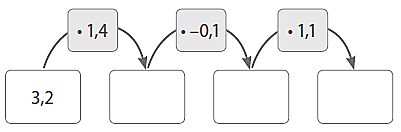 • 1,4
• –0,1
• 1,1
3,2